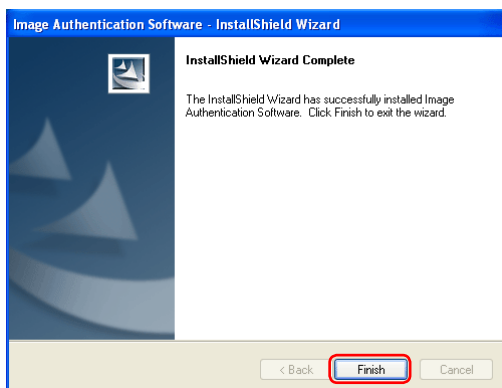 Image Authentication Software - InstallShield Wizard
InstallShield Wizard Complete
The InstallShield Wizard has successfully installed Image
Authentication Software. Click Finish to exit the wizard.
< Back
Finish
Cancel